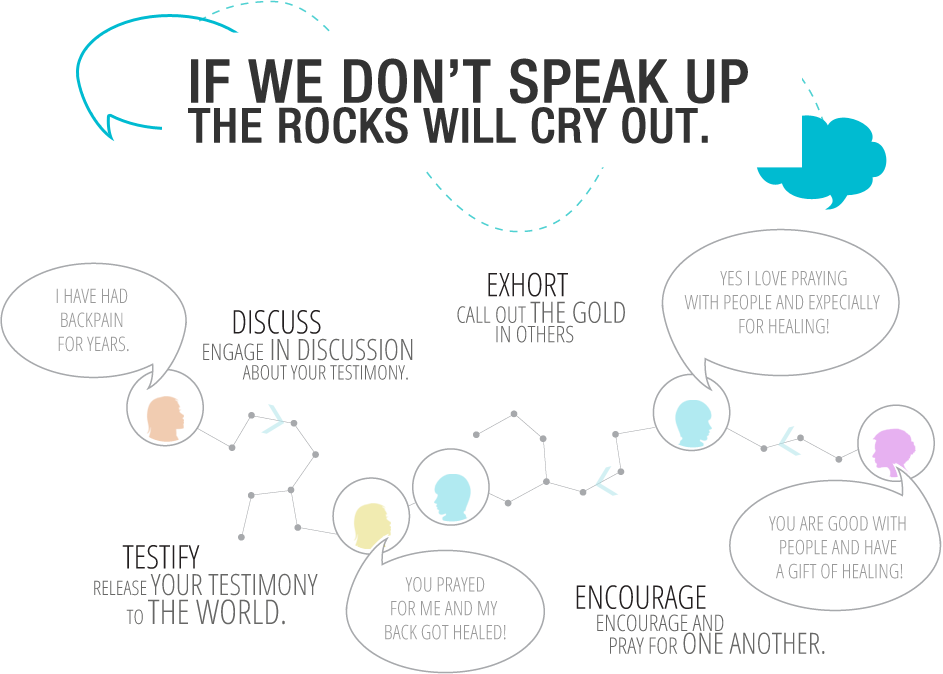 IF WE DON'T SPEAK UP
THE ROCKS WILL CRY OUT.
I HAVE HAD
BACKPAIN
FOR YEARS.
DISCUSS
ENGAGE IN DISCUSSION
ABOUT YOUR TESTIMONY.
EXHORT
CALL OUT THE GOLD
IN OTHERS
YES I LOVE PRAYING
WITH PEOPLE AND EXPECIALLY
FOR HEALING!
TESTIFY
RELEASE YOUR TESTIMONY
TO THE WORLD.
YOU PRAYED
FOR ME AND MY
BACK GOT HEALED!
ENCOURAGE
ENCOURAGE AND
PRAY FOR ONE ANOTHER.
YOU ARE GOOD WITH
PEOPLE AND HAVE
A GIFT OF HEALING!